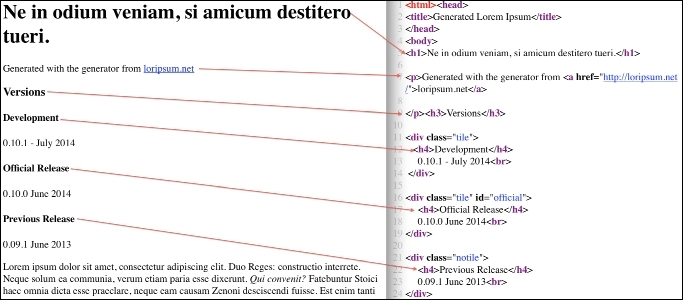 Ne in odium veniam, si amicum destitero
tueri.
Generated with the generator from loripsum.net
Versions
Development
0.10.1 - July 2014
Official Release
0.10.0 June 2014
Previous Release
0.09.1 June 2013
Lorem ipsum dolor sit amet, consectetur adipiscing elit. Duo Reges: constructio interrete.
Neque solum ea communia, verum etiam paria esse dixerunt. Qui convenit? Fatebuntur Stoici
haec omnia dicta esse praeclare, neque eam causam Zenoni desciscendi fuisse. Est enim tanti
1 <html><head>
2 <title>Generated Lorem Ipsum</title>
3 </head>
4 <body>
5 <h1>Ne in odium veniam, si amicum destitero tueri.</h1>
6
7 <p>Generated with the generator from <a href="http://loripsum.net
/">loripsum.net</a>
8
9 </p><h3>Versions</h3>
10
11 <div class="tile">
12 <h4>Development</h4>
13 0.10.1 - July 2014<br>
14 </div>
15
16 <div class="tile" id="official">
17 <h4>Official Release</h4>
18 0.10.0 June 2014<br>
19 </div>
20
21 <div class="notile">
22 <h4>Previous Release</h4>
23 0.09.1 June 2013<br>
24 </div>